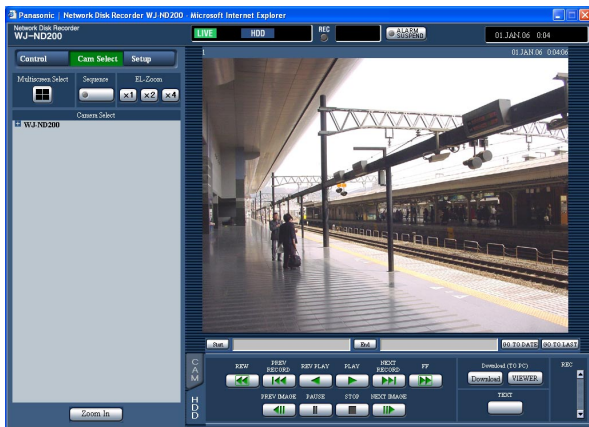 Panasonic | Network Disk Recorder WJ-ND200 - Microsoft Internet Explorer
Network Disk Recorder
WJ-ND200
LIVE HDD REC ALARM SUSPEND 01.JAN.06 0:04
Control Cam Select Setup
1 01.JAN.06 0:04:06
Multiscreen Select Sequence EL-Zoom
x1 x2 x4
Camera Select
WJ-ND200
Start End GO TO DATE GO TO LAST
CAM
REW PREV RECORD REV PLAY PLAY NEXT RECORD FF Download (TO PC) REC
Download VIEWER
HDD
PREV IMAGE PAUSE STOP NEXT IMAGE TEXT
Zoom In